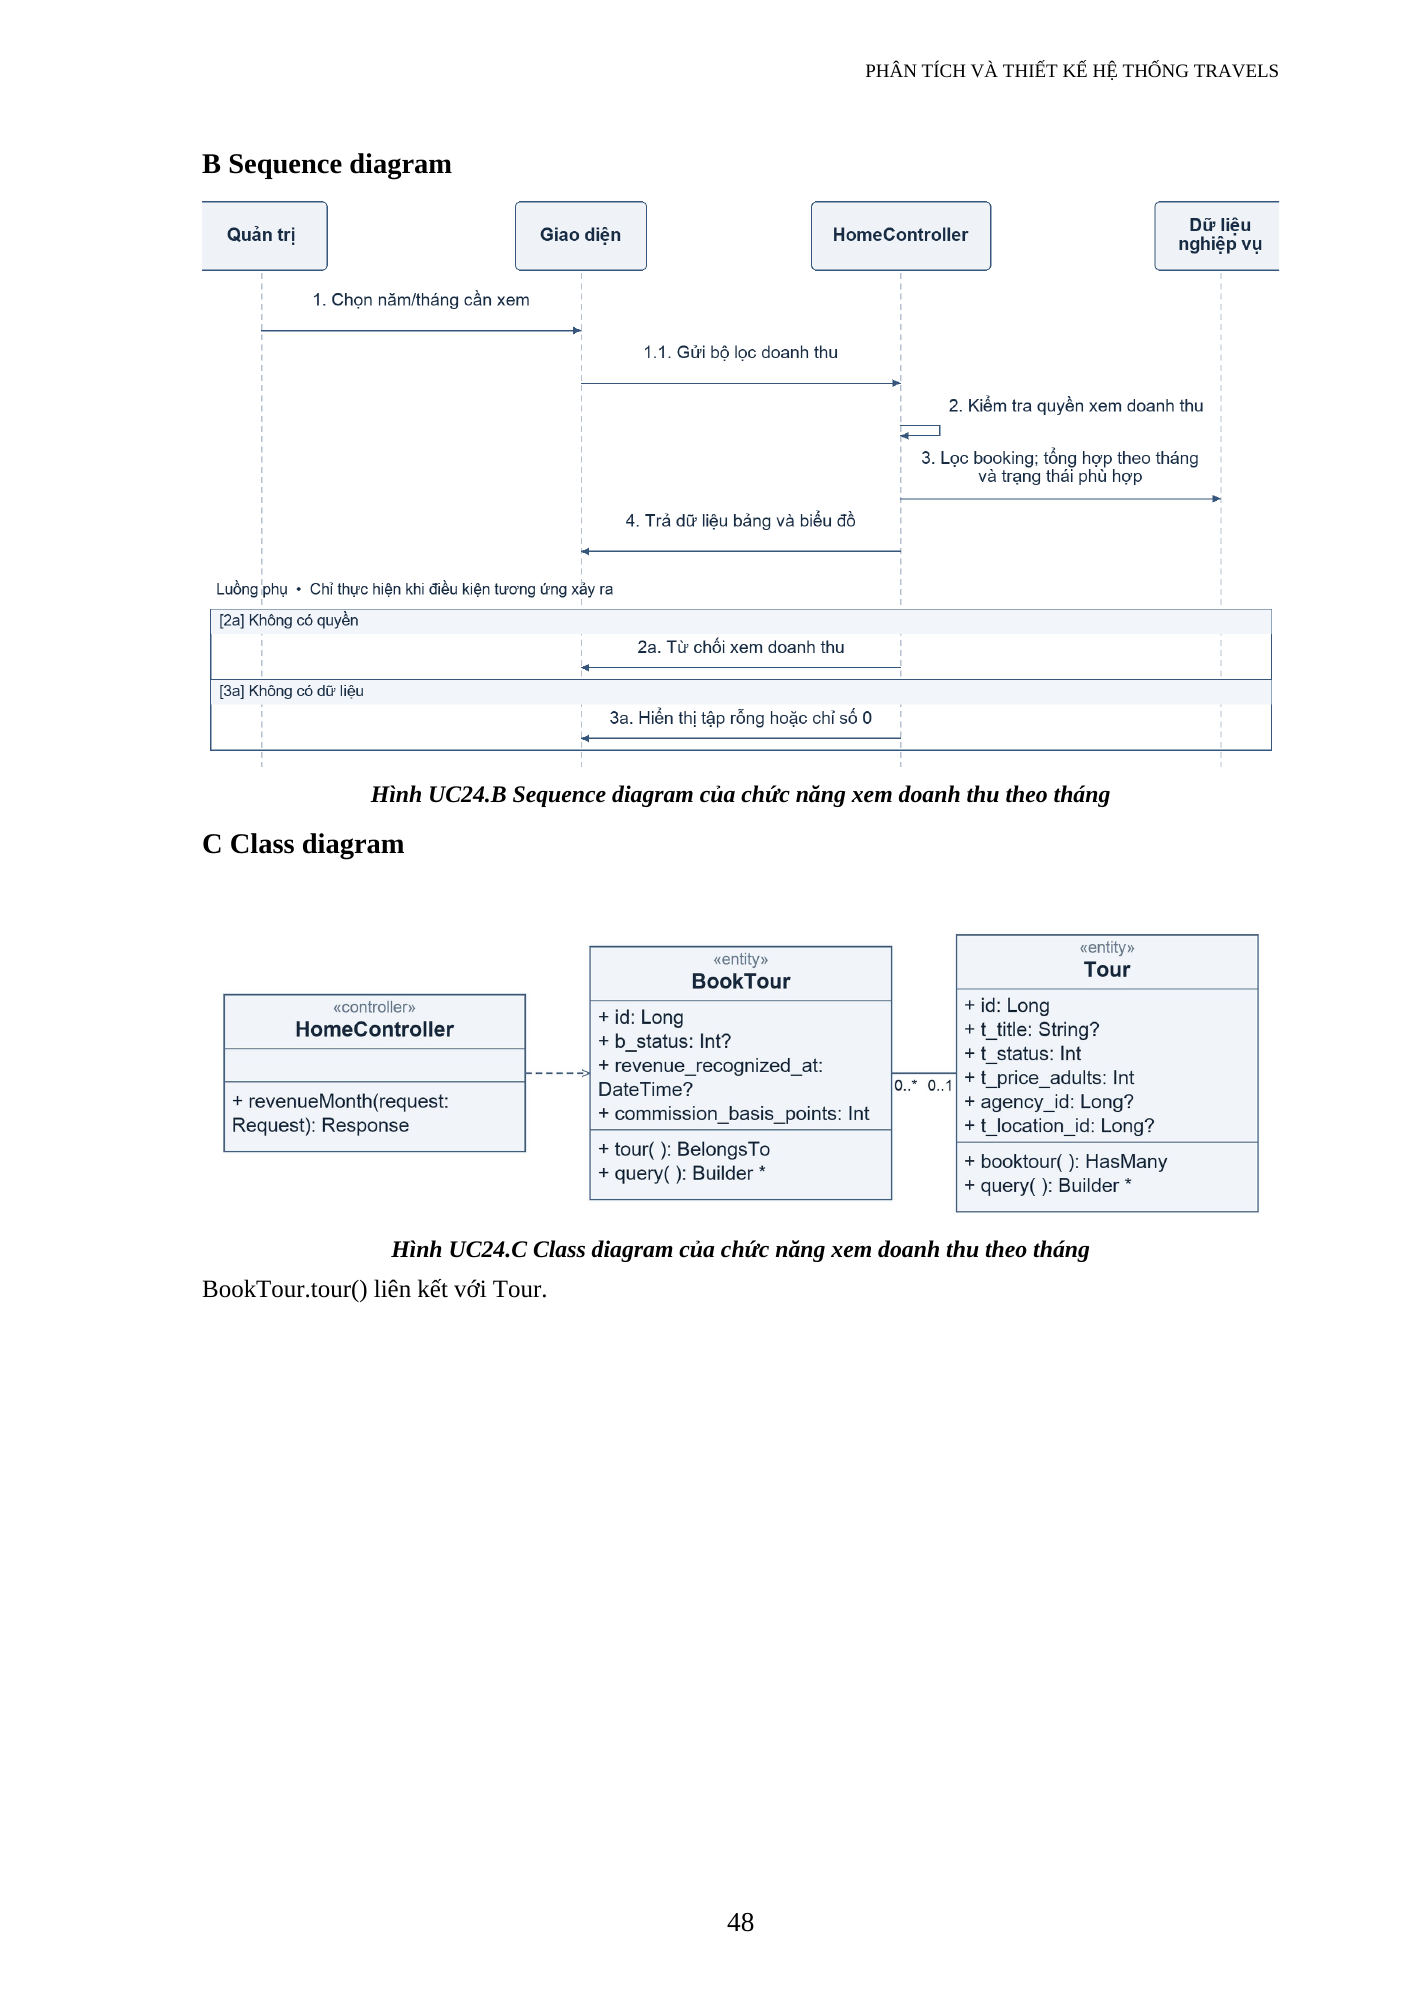 PHÂN TÍCH VÀ THIẾT KẾ HỆ THỐNG TRAVELS
B Sequence diagram
Quản trị
Giao diện
HomeController
Dữ liệu
nghiệp vụ
1. Chọn năm/tháng cần xem
1.1. Gửi bộ lọc doanh thu
2. Kiểm tra quyền xem doanh thu
3. Lọc booking; tổng hợp theo tháng
và trạng thái phù hợp
4. Trả dữ liệu bảng và biểu đồ
Luồng phụ • Chỉ thực hiện khi điều kiện tương ứng xảy ra
[2a] Không có quyền
2a. Từ chối xem doanh thu
[3a] Không có dữ liệu
3a. Hiển thị tập rỗng hoặc chỉ số 0
Hình UC24.B Sequence diagram của chức năng xem doanh thu theo tháng
C Class diagram
«controller»
HomeController
+ revenueMonth(request:
Request): Response
«entity»
BookTour
+ id: Long
+ b_status: Int?
+ revenue_recognized_at:
DateTime?
+ commission_basis_points: Int
+ tour( ): BelongsTo
+ query( ): Builder *
0..* 0..1
«entity»
Tour
+ id: Long
+ t_title: String?
+ t_status: Int
+ t_price_adults: Int
+ agency_id: Long?
+ t_location_id: Long?
+ booktour( ): HasMany
+ query( ): Builder *
Hình UC24.C Class diagram của chức năng xem doanh thu theo tháng
BookTour.tour() liên kết với Tour.
48